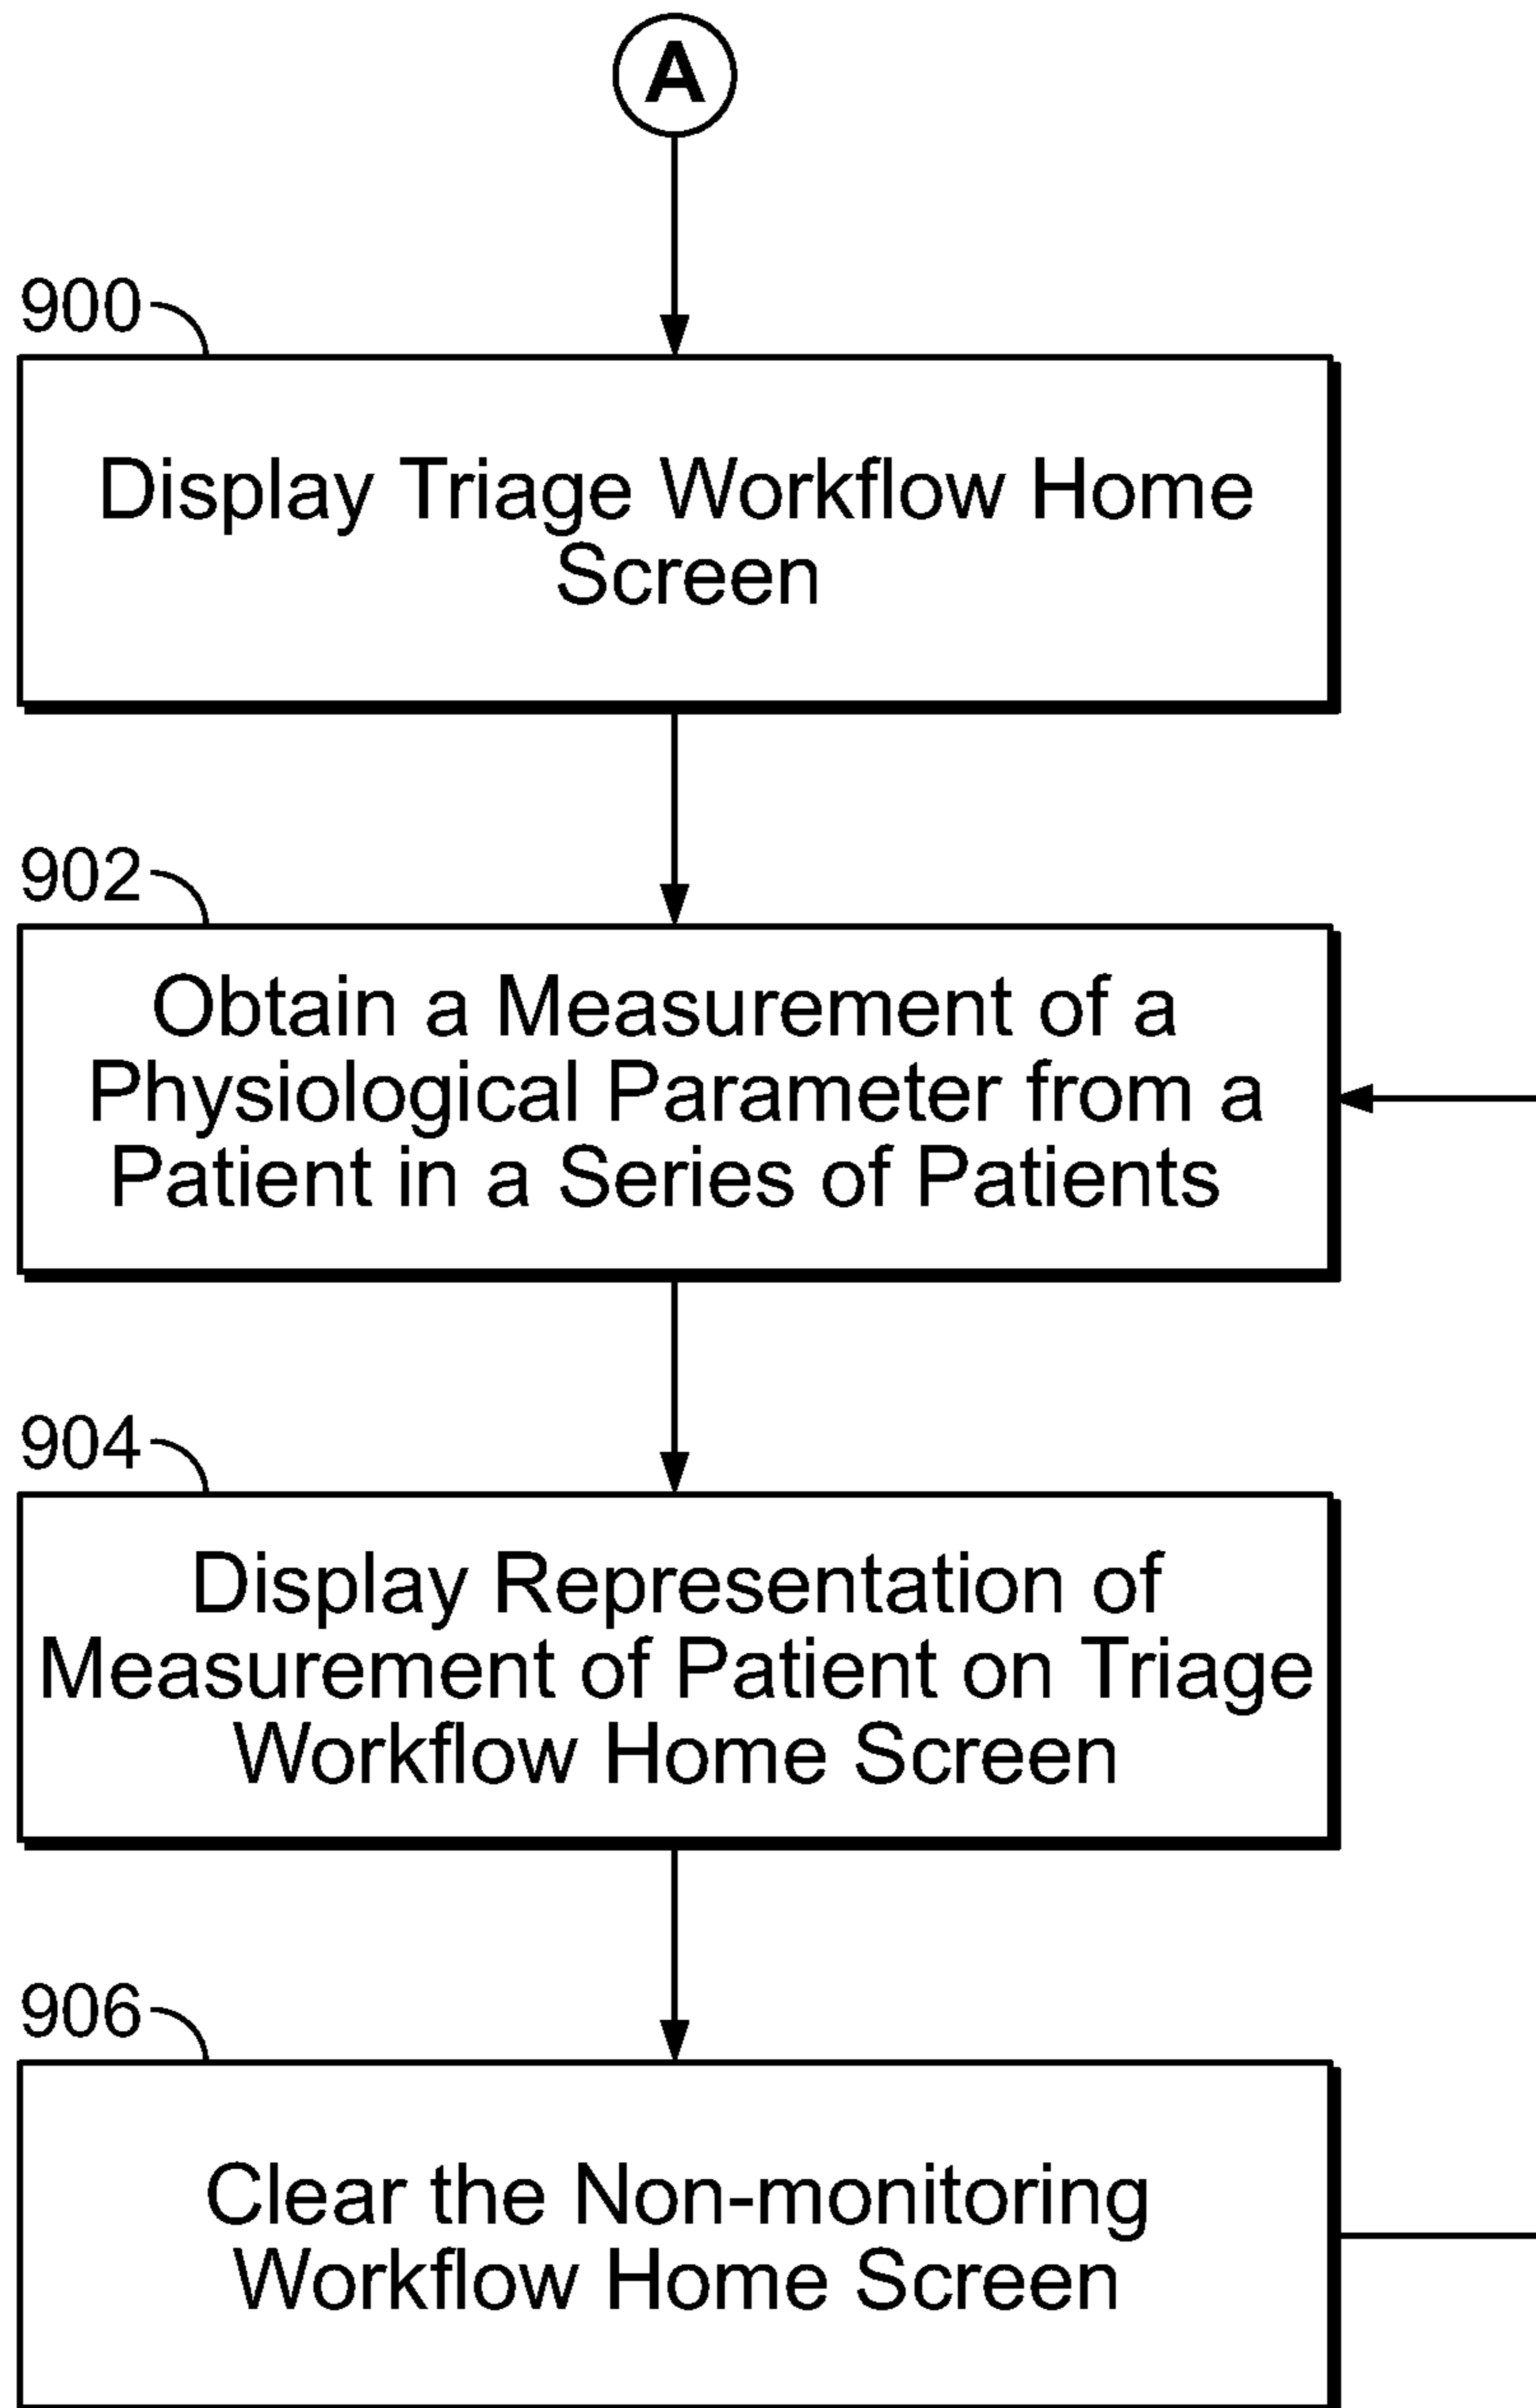 A
900
Display Triage Workflow Home
Screen
902
Obtain a Measurement of a
Physiological Parameter from a
Patient in a Series of Patients
904
Display Representation of
Measurement of Patient on Triage
Workflow Home Screen
906
Clear the Non-monitoring
Workflow Home Screen